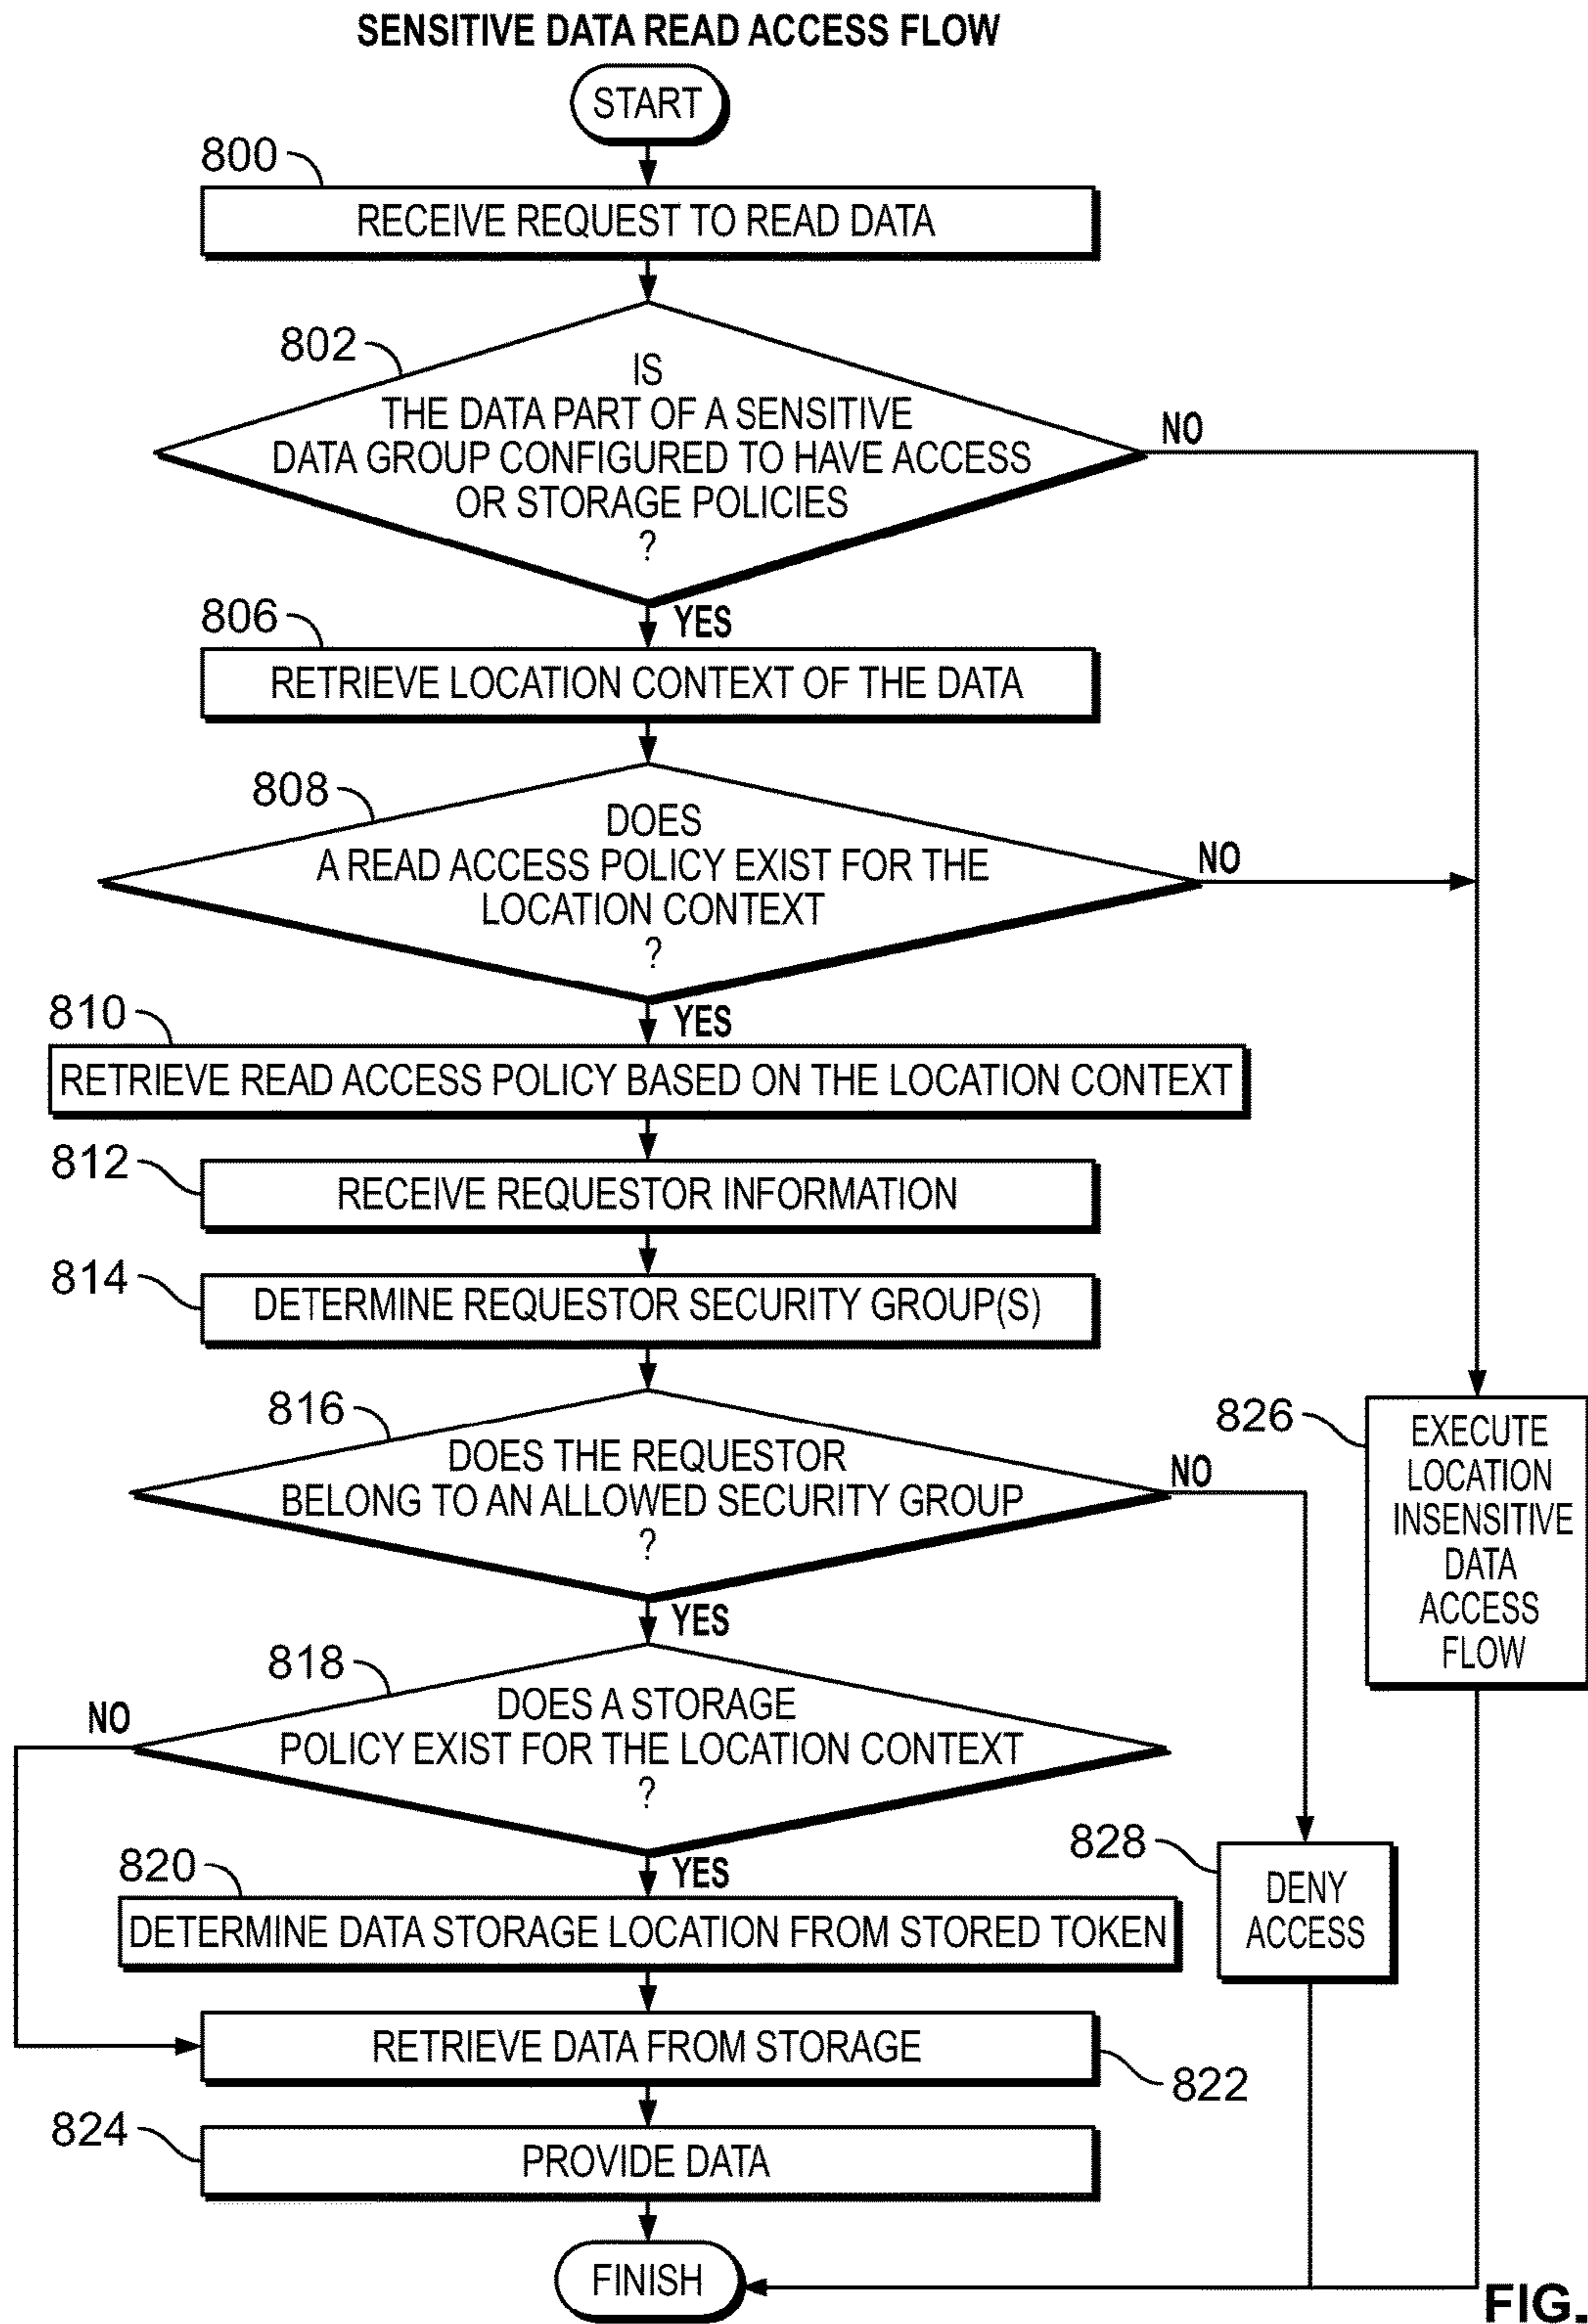 SENSITIVE DATA READ ACCESS FLOW
START
800
RECEIVE REQUEST TO READ DATA
802
IS
THE DATA PART OF A SENSITIVE
DATA GROUP CONFIGURED TO HAVE ACCESS
OR STORAGE POLICIES
?
NO
YES
806
RETRIEVE LOCATION CONTEXT OF THE DATA
808
DOES
A READ ACCESS POLICY EXIST FOR THE
LOCATION CONTEXT
?
NO
YES
810
RETRIEVE READ ACCESS POLICY BASED ON THE LOCATION CONTEXT
812
RECEIVE REQUESTOR INFORMATION
814
DETERMINE REQUESTOR SECURITY GROUP(S)
816
DOES THE REQUESTOR
BELONG TO AN ALLOWED SECURITY GROUP
?
NO
YES
826
EXECUTE
LOCATION
INSENSITIVE
DATA
ACCESS
FLOW
818
DOES A STORAGE
POLICY EXIST FOR THE LOCATION CONTEXT
?
NO
YES
828
DENY
ACCESS
820
DETERMINE DATA STORAGE LOCATION FROM STORED TOKEN
RETRIEVE DATA FROM STORAGE
822
824
PROVIDE DATA
FINISH
FIG.